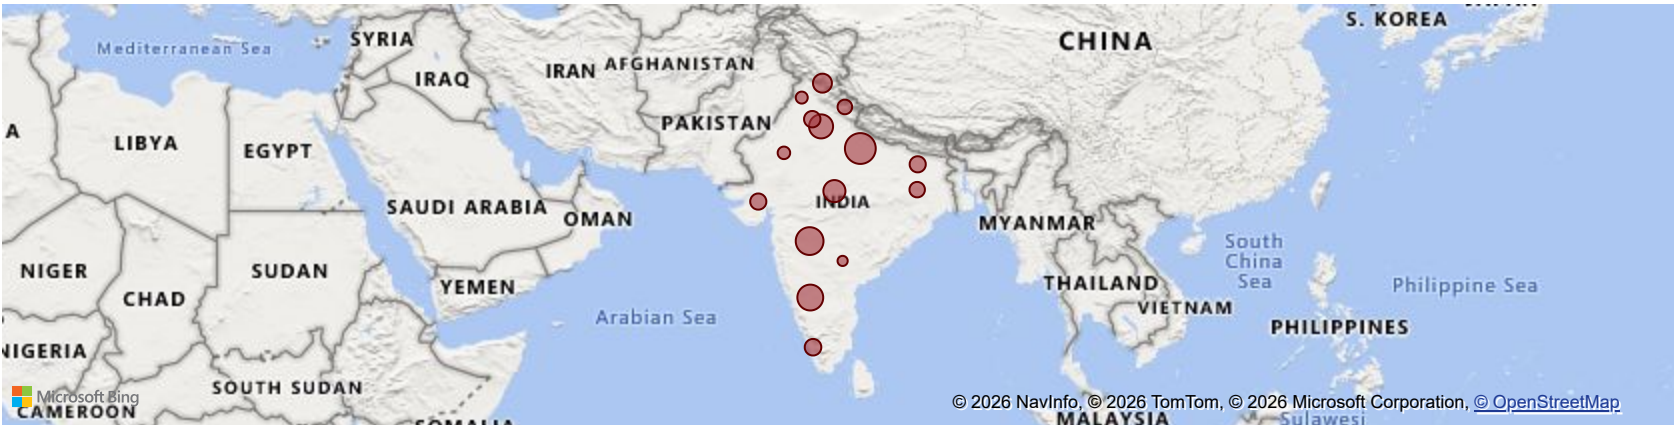 S. KOREA
SYRIA
Mediterranean Sea
CHINA
AFGHANISTAN
IRAN
IRAQ
PAKISTAN
A
LIBYA
EGYPT
INDIA
SAUDI ARABIA
OMAN
MYANMAR
South
China
Sea
NIGER
SUDAN
YEMEN
THAILAND
Philippine Sea
CHAD
VIETNAM
Arabian Sea
PHILIPPINES
NIGERIA
SOUTH SUDAN
Microsoft Bing
© 2026 NavInfo, © 2026 TomTom, © 2026 Microsoft Corporation, © OpenStreetMap
CAMEROON
MALAYSIA
Sulawesi
SOMALIA